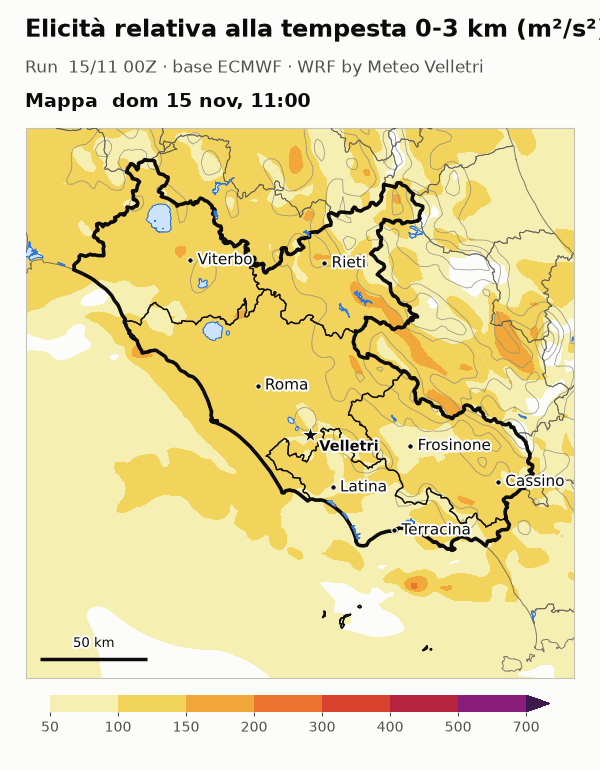 Elicità relativa alla tempesta 0-3 km (m²/s²)
Run 15/11 00Z · base ECMWF · WRF by Meteo Velletri
Mappa dom 15 nov, 11:00
Viterbo
Rieti
Roma
Velletri
Frosinone
Cassino
Latina
Terracina
50 km
50 100 150 200 300 400 500 700